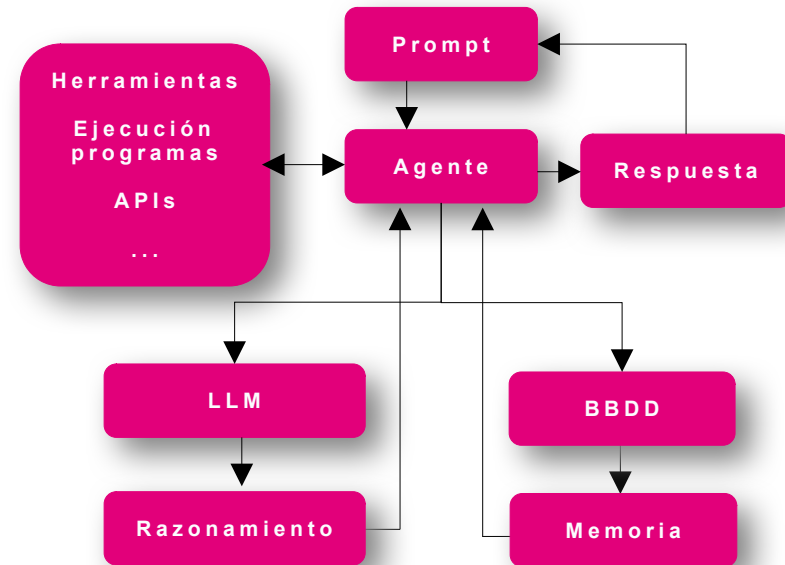 Prompt
Herramientas
Ejecución
programas
APIs
...
Agente
Respuesta
LLM
BBDD
Razonamiento
Memoria